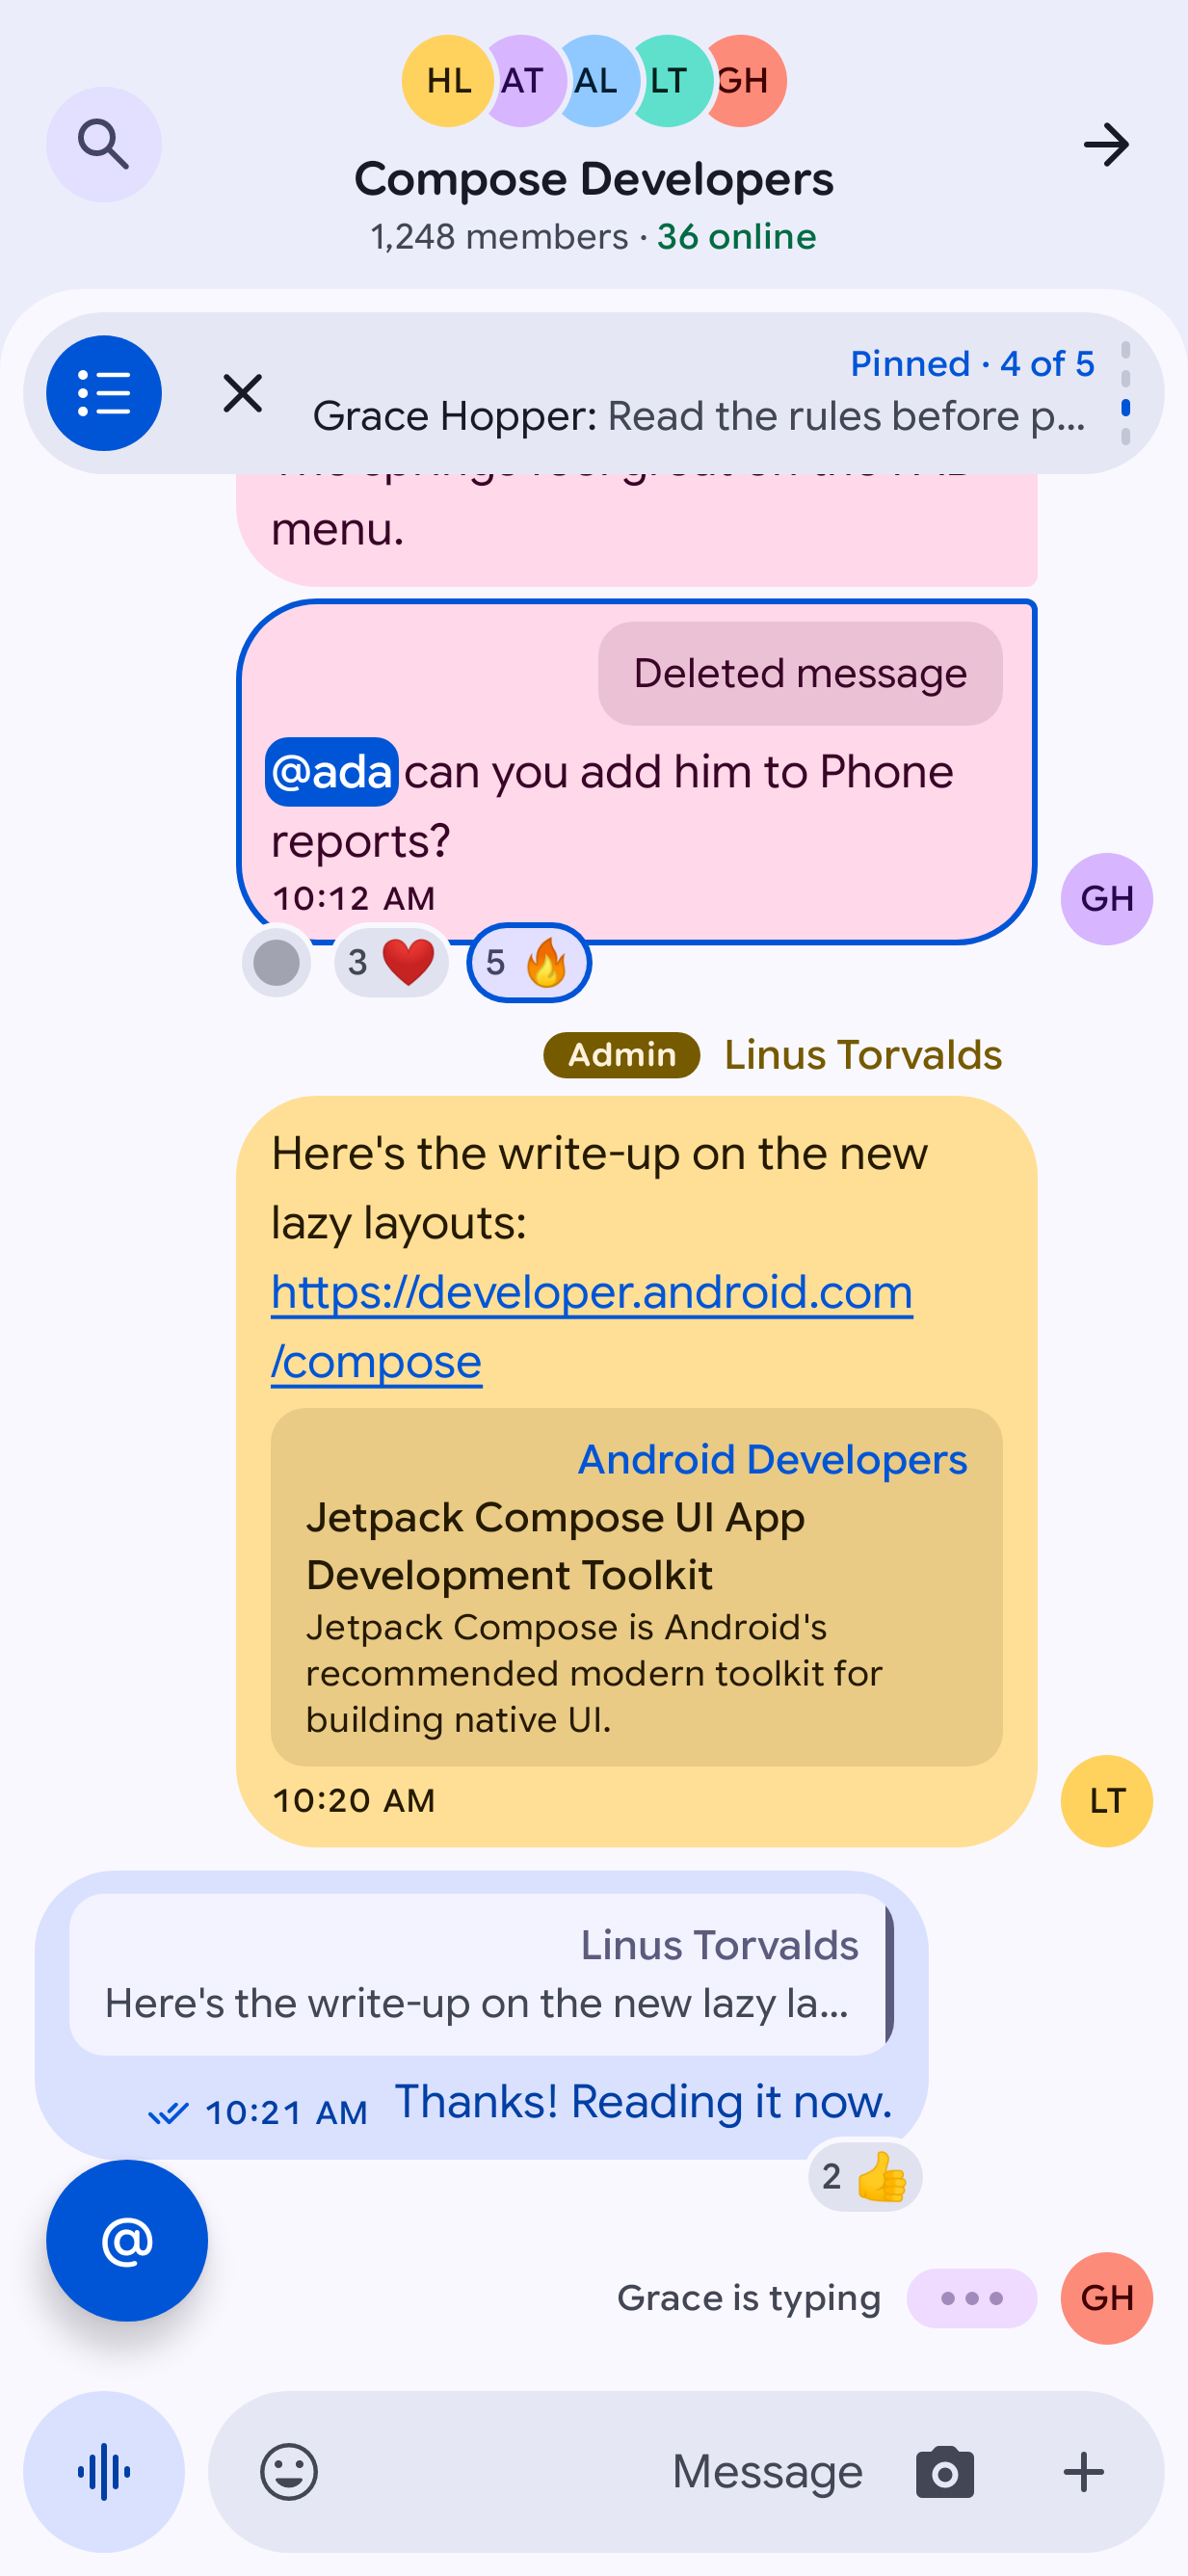 HL AT AL LT GH
Compose Developers
1,248 members · 36 online
Pinned · 4 of 5
Grace Hopper: Read the rules before p…
menu.
Deleted message
@ada can you add him to Phone
reports?
10:12 AM
GH
3 ❤️ 5 🔥
Admin Linus Torvalds
Here's the write-up on the new
lazy layouts:
https://developer.android.com
/compose
Android Developers
Jetpack Compose UI App
Development Toolkit
Jetpack Compose is Android's
recommended modern toolkit for
building native UI.
10:20 AM
LT
Linus Torvalds
Here's the write-up on the new lazy la…
Thanks! Reading it now.
10:21 AM
2 👍
@
Grace is typing
GH
Message